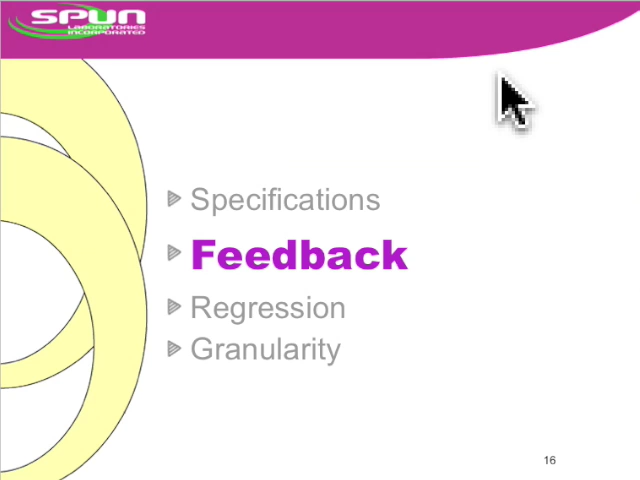 SPUN
LABORATORIES
INCORPORATED
Specifications
Feedback
Regression
Granularity
16